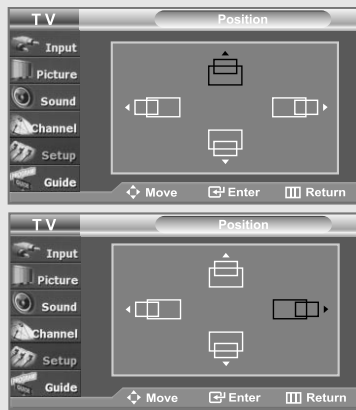 TV Position
Input
Picture
Sound
Channel
Setup
Guide
Move Enter Return
TV Position
Input
Picture
Sound
Channel
Setup
Guide
Move Enter Return